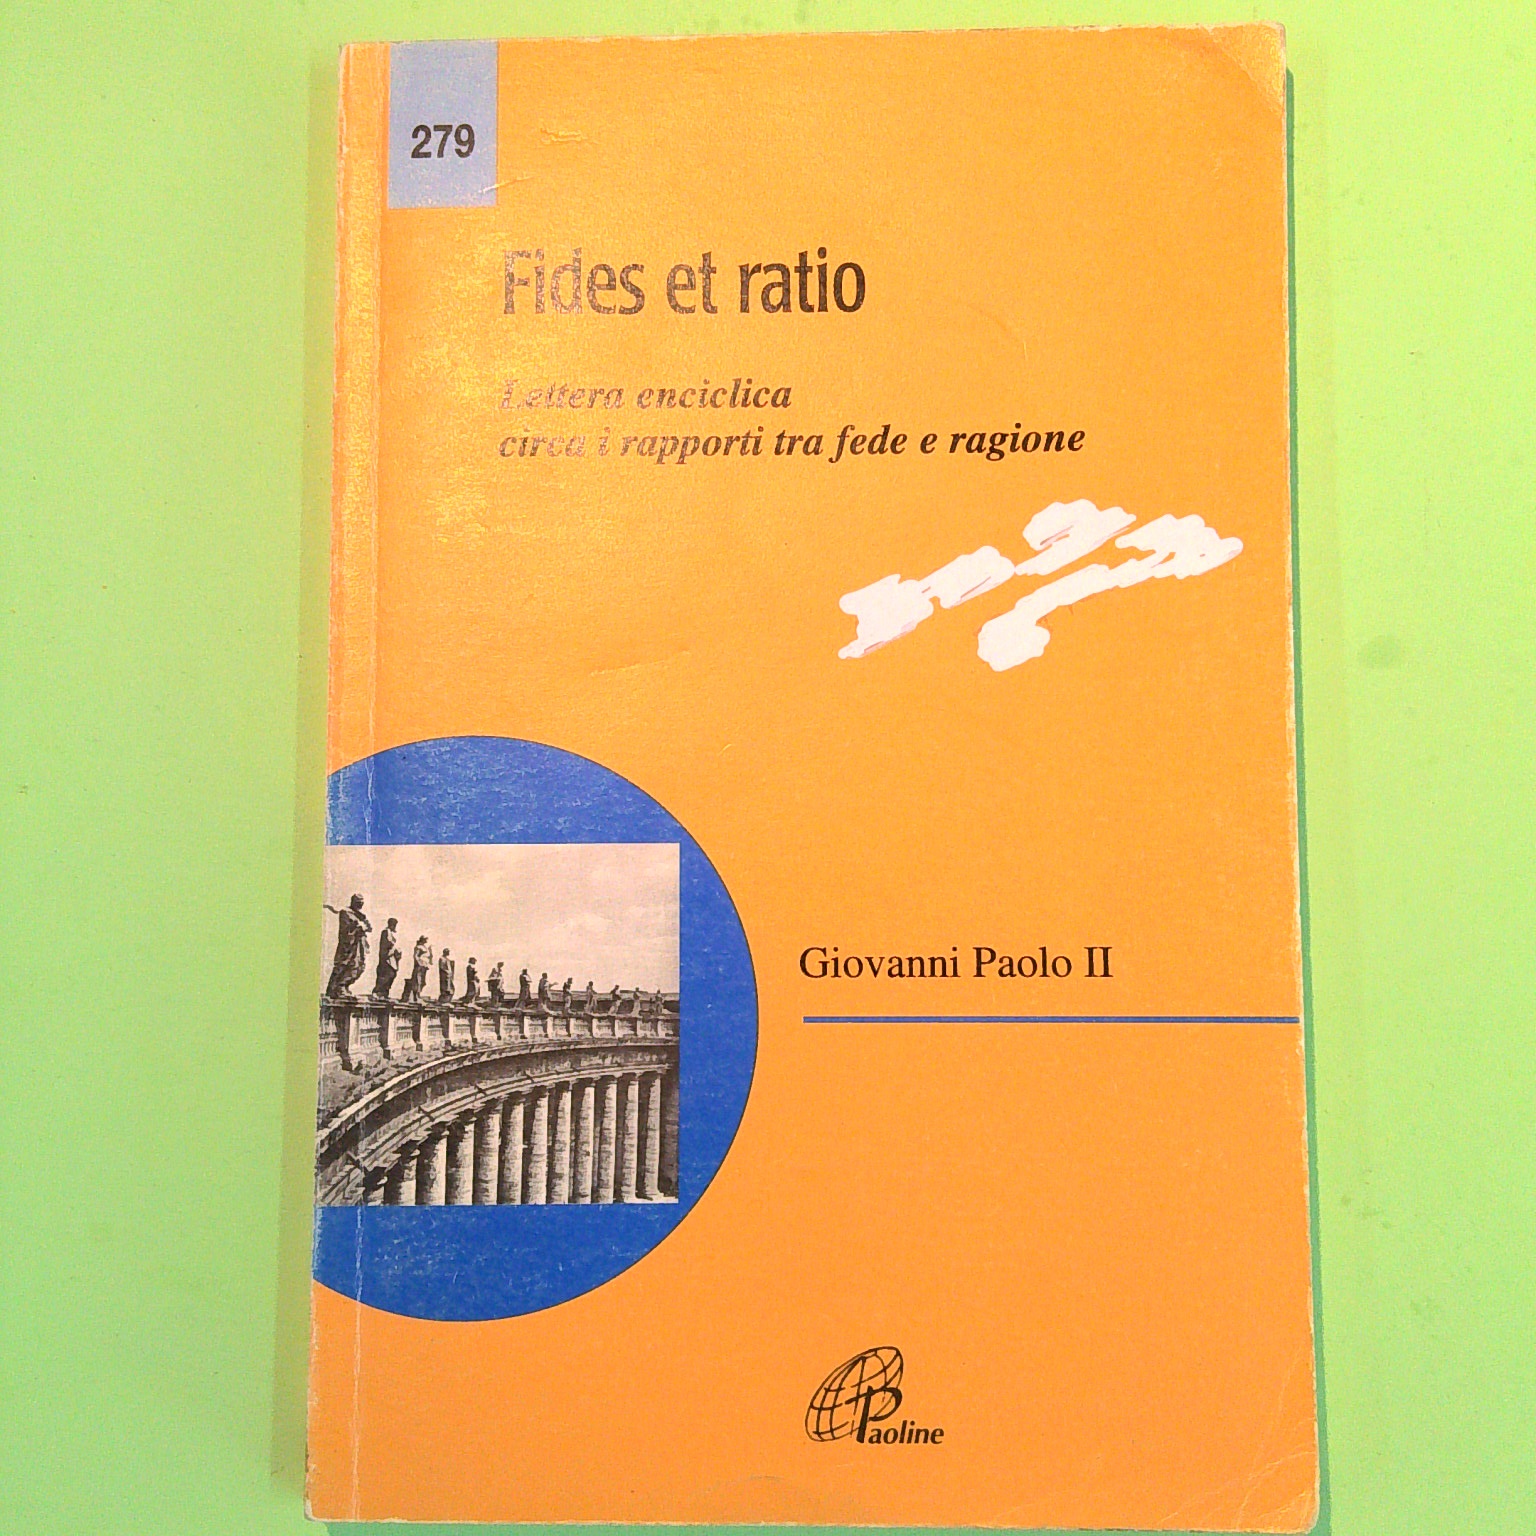 279
Fides et ratio
Lettera enciclica
circa i rapporti tra fede e ragione
Giovanni Paolo II
Paoline